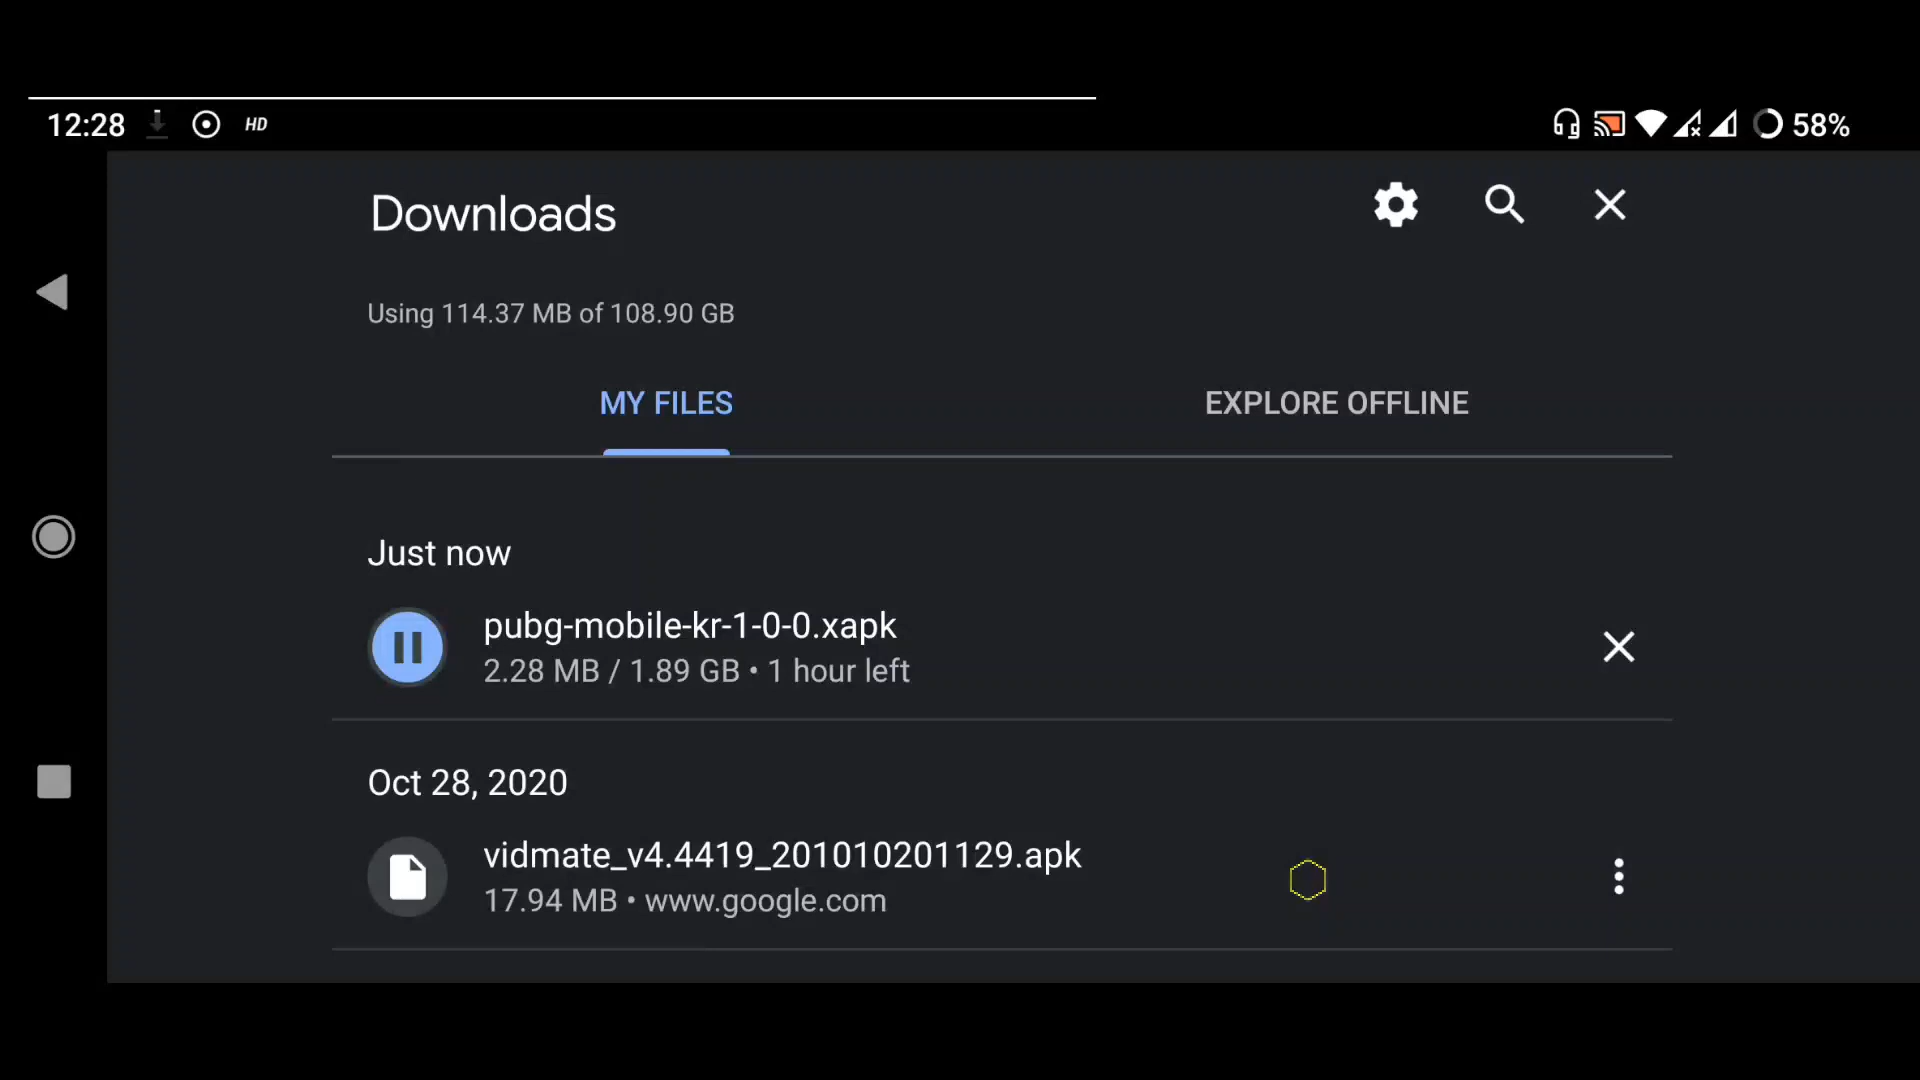 12:28 HD 58%
Downloads
Using 114.37 MB of 108.90 GB
MY FILES EXPLORE OFFLINE
Just now
pubg-mobile-kr-1-0-0.xapk
2.28 MB / 1.89 GB • 1 hour left
Oct 28, 2020
vidmate_v4.4419_201010201129.apk
17.94 MB • www.google.com